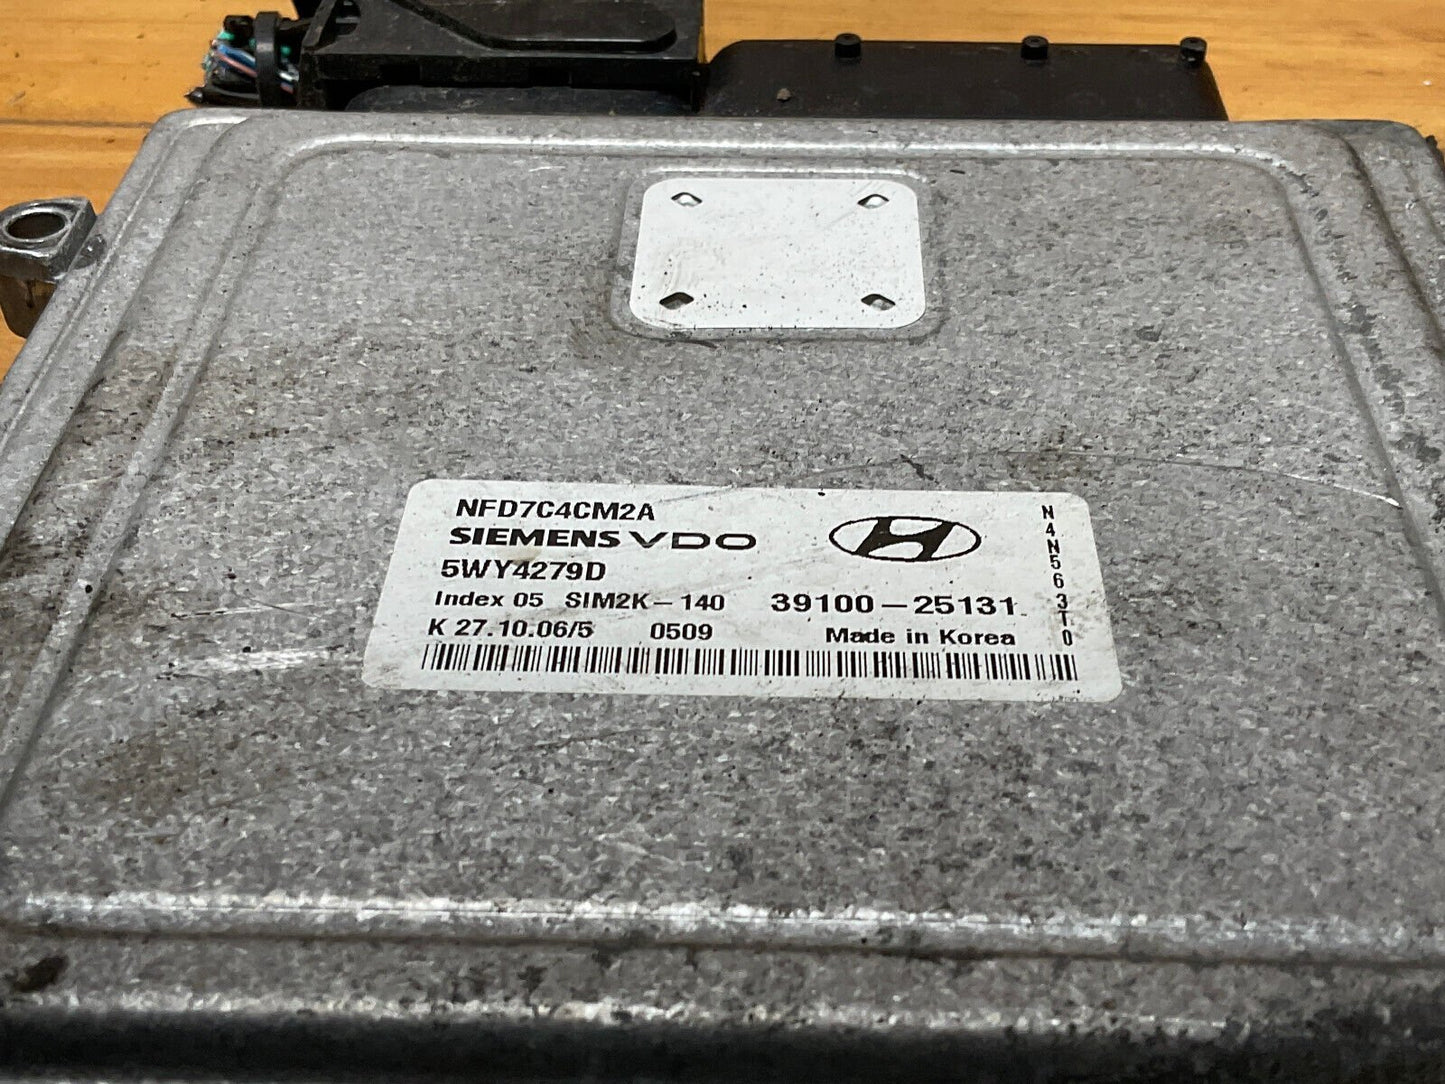 NFD7C4CM2A
SIEMENS VDO
5WY4279D
Index 05 SIM2K-140 39100-25131
K 27.10.06/5 0509 Made in Korea
N4N563T0